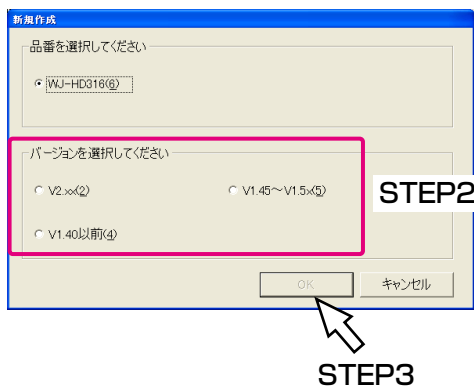 新規作成
品番を選択してください
WJ-HD316(6)
バージョンを選択してください
V2.xx(2) V1.45～V1.5x(5)
STEP2
V1.40以前(4)
OK キャンセル
STEP3